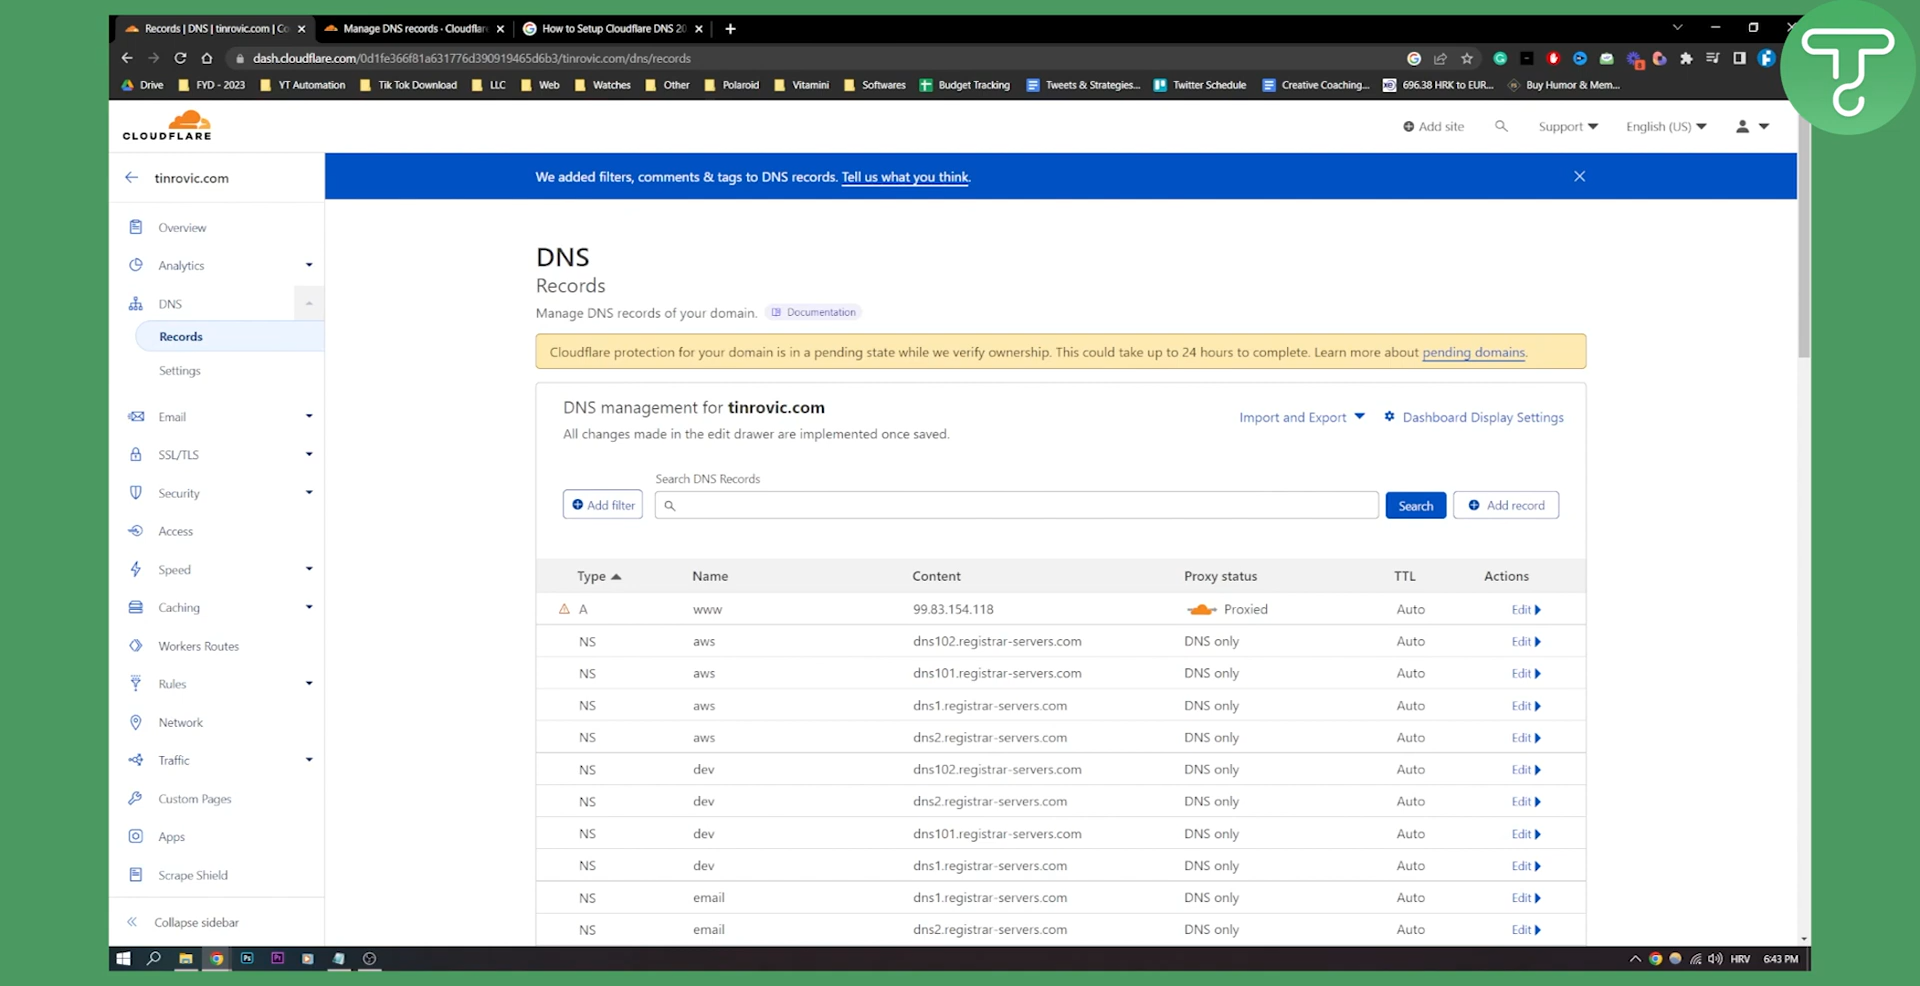 Records | DNS | tinrovic.com | C
Manage DNS records · Cloudflare
How to Setup Cloudflare DNS 20
dash.cloudflare.com/0d1fe366f81a631776d390919465d6b3/tinrovic.com/dns/records
Drive
FYD - 2023
YT Automation
Tik Tok Download
LLC
Web
Watches
Other
Polaroid
Vitamini
Softwares
Budget Tracking
Tweets & Strategies...
Twitter Schedule
Creative Coaching...
696.38 HRK to EUR...
Buy Humor & Mem...
CLOUDFLARE
Add site
Support
English (US)
tinrovic.com
We added filters, comments & tags to DNS records. Tell us what you think.
Overview
Analytics
DNS
Records
Settings
Email
SSL/TLS
Security
Access
Speed
Caching
Workers Routes
Rules
Network
Traffic
Custom Pages
Apps
Scrape Shield
Collapse sidebar
DNS
Records
Manage DNS records of your domain. Documentation
Cloudflare protection for your domain is in a pending state while we verify ownership. This could take up to 24 hours to complete. Learn more about pending domains.
DNS management for tinrovic.com
All changes made in the edit drawer are implemented once saved.
Import and Export
Dashboard Display Settings
Search DNS Records
Add filter
Search
Add record
Type Name Content Proxy status TTL Actions
A www 99.83.154.118 Proxied Auto Edit
NS aws dns102.registrar-servers.com DNS only Auto Edit
NS aws dns101.registrar-servers.com DNS only Auto Edit
NS aws dns1.registrar-servers.com DNS only Auto Edit
NS aws dns2.registrar-servers.com DNS only Auto Edit
NS dev dns102.registrar-servers.com DNS only Auto Edit
NS dev dns2.registrar-servers.com DNS only Auto Edit
NS dev dns101.registrar-servers.com DNS only Auto Edit
NS dev dns1.registrar-servers.com DNS only Auto Edit
NS email dns1.registrar-servers.com DNS only Auto Edit
NS email dns2.registrar-servers.com DNS only Auto Edit
HRV 6:43 PM